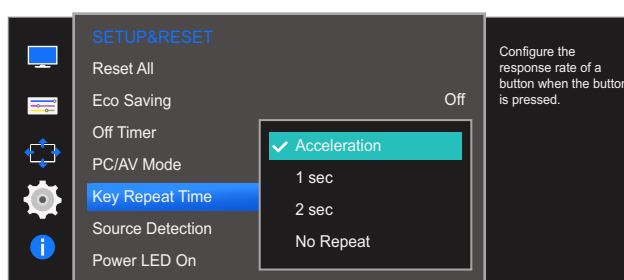 SETUP&RESET
Reset All
Eco Saving Off
Off Timer
PC/AV Mode
Key Repeat Time
Source Detection
Power LED On
Acceleration
1 sec
2 sec
No Repeat
Configure the
response rate of a
button when the button
is pressed.